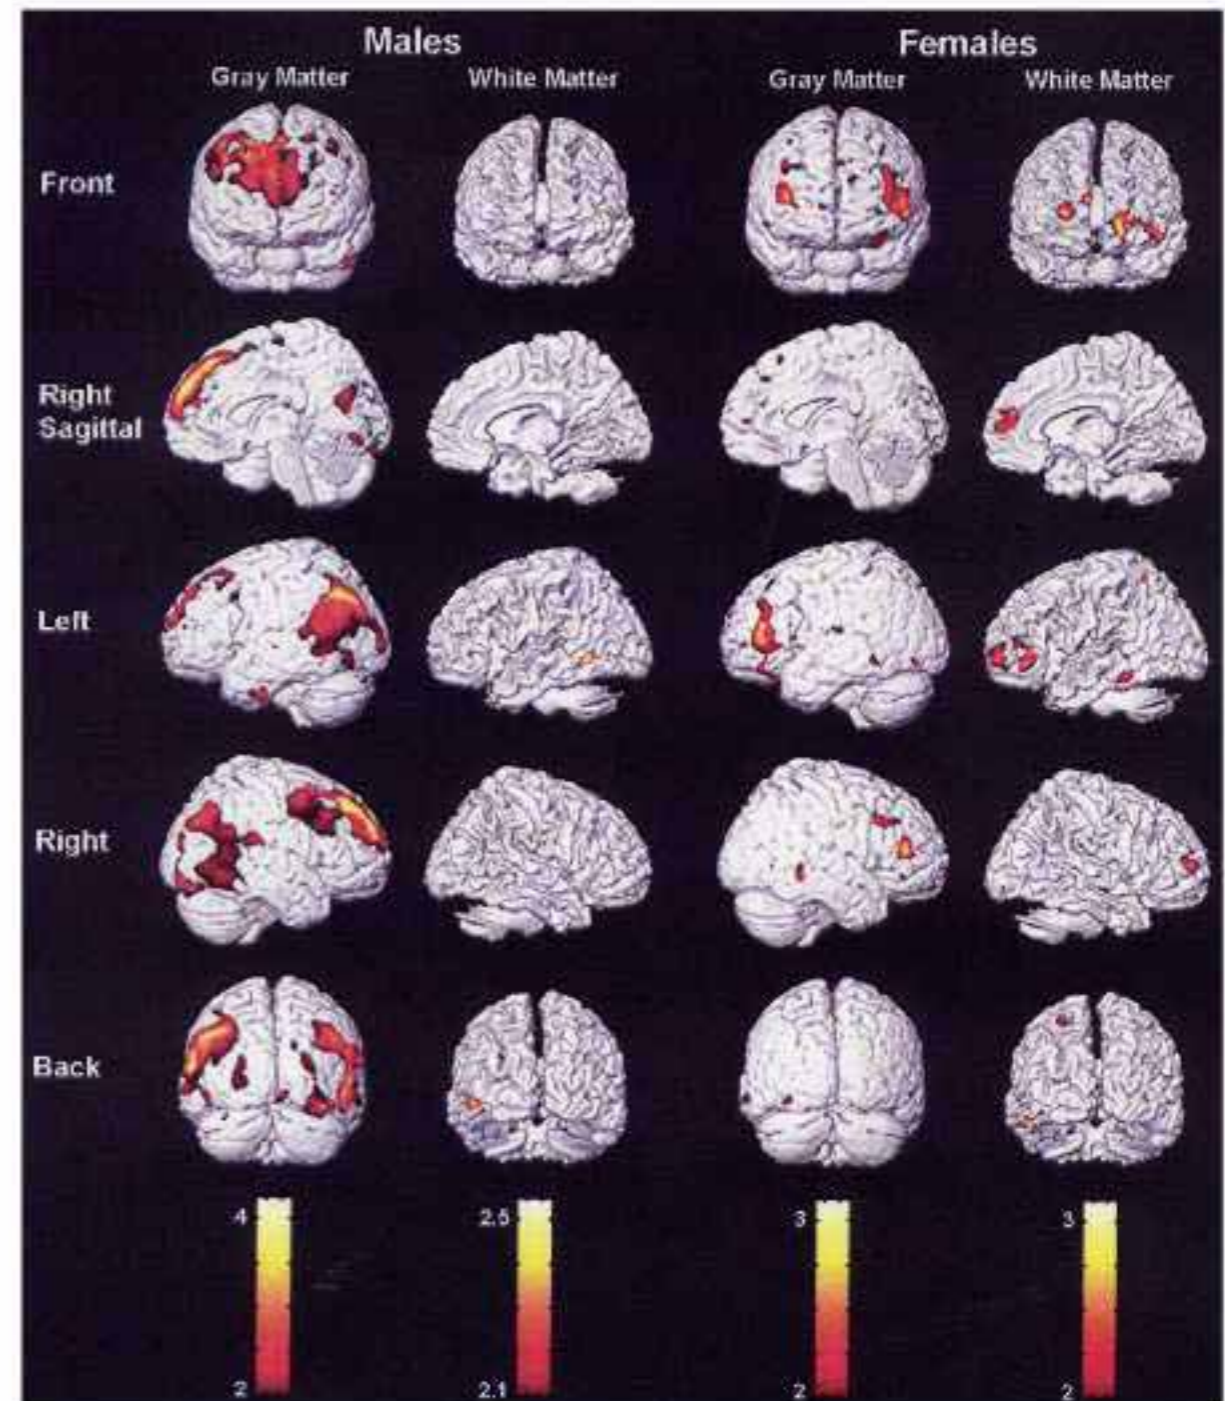 Males Females
Gray Matter White Matter Gray Matter White Matter
Front
Right
Sagittal
Left
Right
Back
4 2.5 3 3
2 2.1 2 2